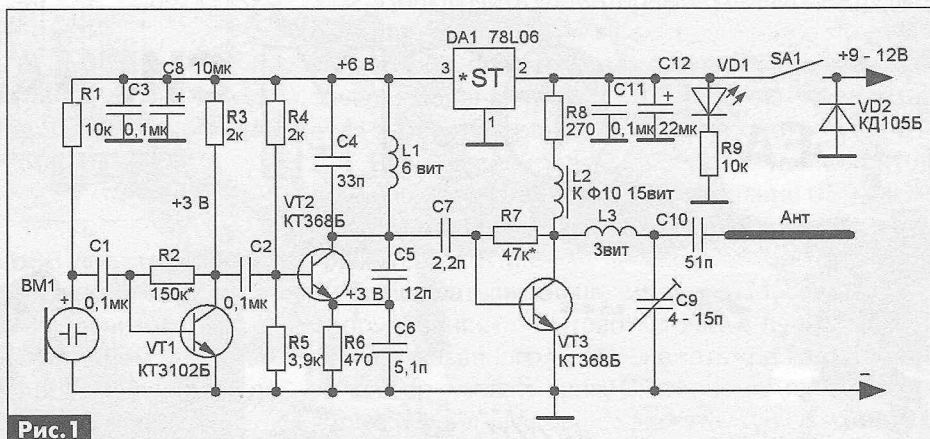 DA1 78L06
+9 - 12В
SA1
VD1
C12
+6 В
3
*ST
2
1
C8 10мк
R1
10к
C3
0,1мк
+
R3
2к
R4
2к
C4
33п
L1
6 вит
R8
270
C11
0,1мк
+
22мк
R9
10к
VD2
КД105Б
L2
К Ф10 15вит
+3 В
VT2
КТ368Б
C7
2,2п
R7
47к*
L3
3вит
C10
51п
Ант
C1
0,1мк
R2
150к*
C2
0,1мк
C5
12п
+3 В
BM1
+
C9
4 - 15п
VT1
КТ3102Б
R5
3,9к
R6
470
C6
5,1п
VT3
КТ368Б
–
Рис.1